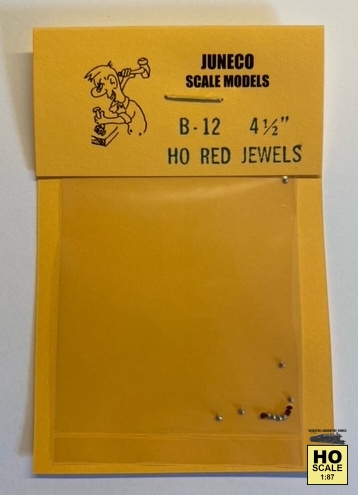 JUNECO
SCALE MODELS
B-12 4½”
HO RED JEWELS
HO
SCALE
1:87